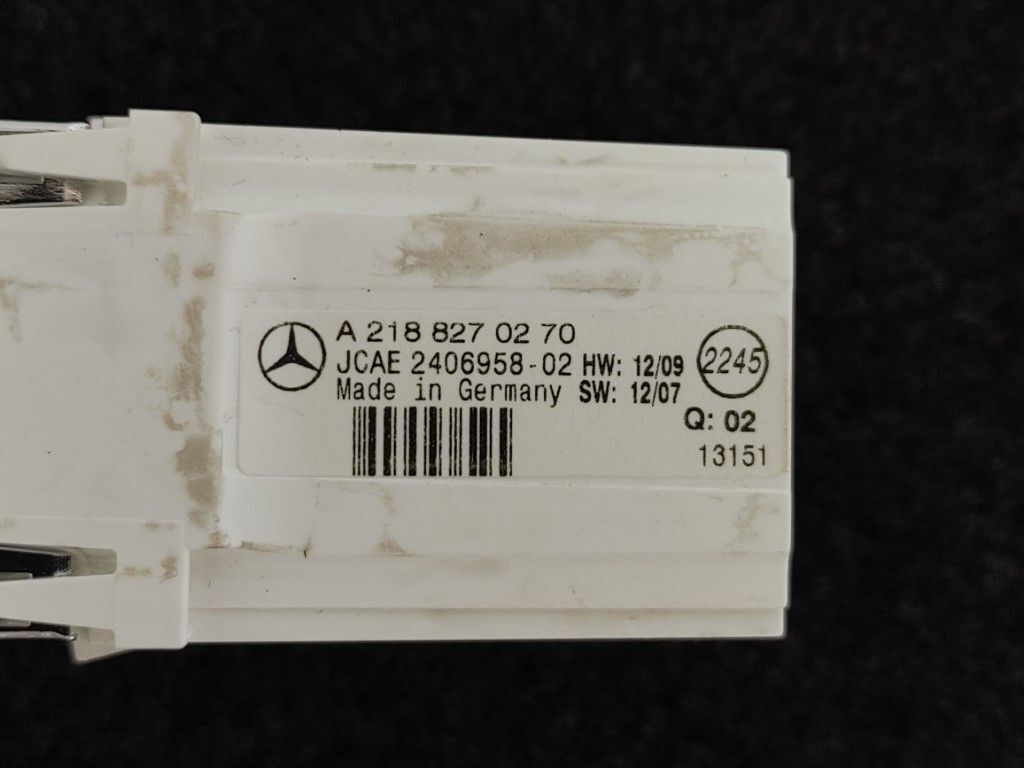 A 218 827 02 70
JCAE 2406958-02 HW: 12/09
Made in Germany SW: 12/07
2245
Q: 02
13151